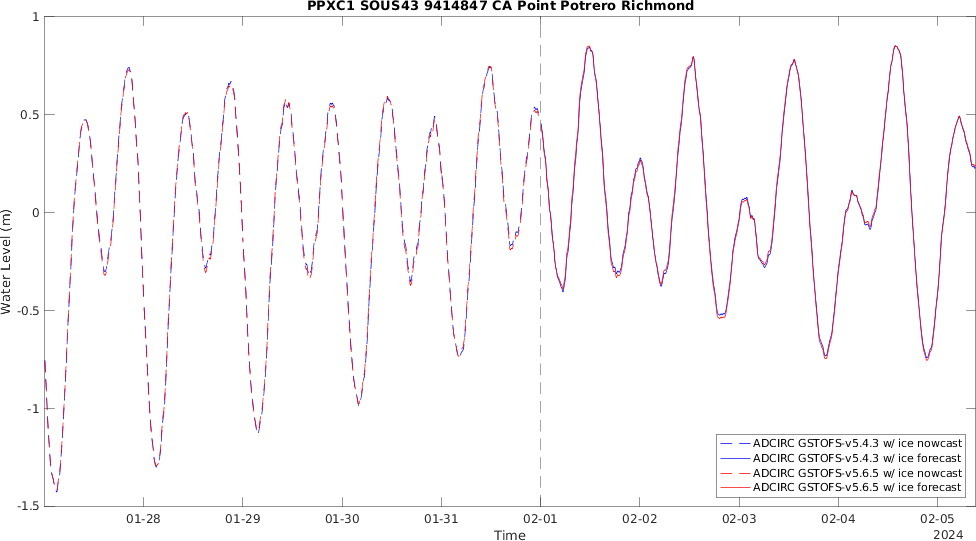 PPXC1 SOUS43 9414847 CA Point Potrero Richmond
1
0.5
0
-0.5
-1
-1.5
Water Level (m)
ADCIRC GSTOFS-v5.4.3 w/ ice nowcast
ADCIRC GSTOFS-v5.4.3 w/ ice forecast
ADCIRC GSTOFS-v5.6.5 w/ ice nowcast
ADCIRC GSTOFS-v5.6.5 w/ ice forecast
01-28 01-29 01-30 01-31 02-01 02-02 02-03 02-04 02-05
Time 2024